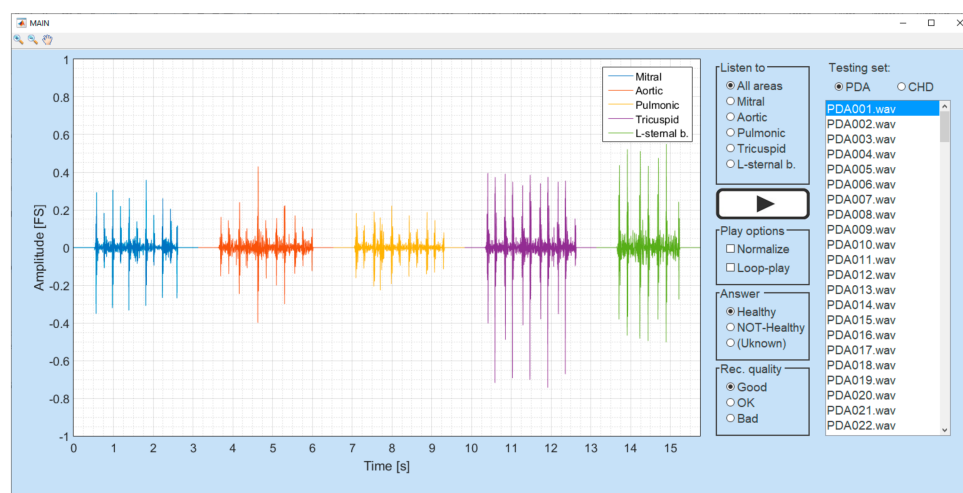 MAIN
1
0.8
0.6
0.4
0.2
0
-0.2
-0.4
-0.6
-0.8
-1
Amplitude [FS]
0 1 2 3 4 5 6 7 8 9 10 11 12 13 14 15
Time [s]
Mitral
Aortic
Pulmonic
Tricuspid
L-sternal b.
Listen to
All areas
Mitral
Aortic
Pulmonic
Tricuspid
L-sternal b.
Play options
Normalize
Loop-play
Answer
Healthy
NOT-Healthy
(Uknown)
Rec. quality
Good
OK
Bad
Testing set:
PDA CHD
PDA001.wav
PDA002.wav
PDA003.wav
PDA004.wav
PDA005.wav
PDA006.wav
PDA007.wav
PDA008.wav
PDA009.wav
PDA010.wav
PDA011.wav
PDA012.wav
PDA013.wav
PDA014.wav
PDA015.wav
PDA016.wav
PDA017.wav
PDA018.wav
PDA019.wav
PDA020.wav
PDA021.wav
PDA022.wav